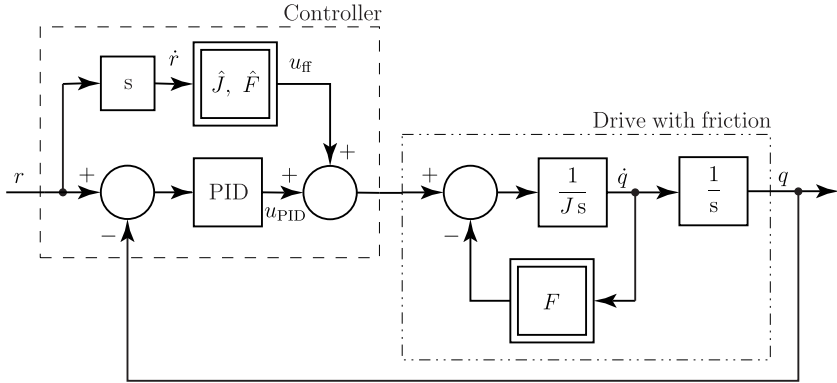 Controller
s
ṙ
Ĵ, F̂
u_ff
+
Drive with friction
r
+
PID
+
u_PID
+
1
J s
q̇
1
s
q
−
−
F